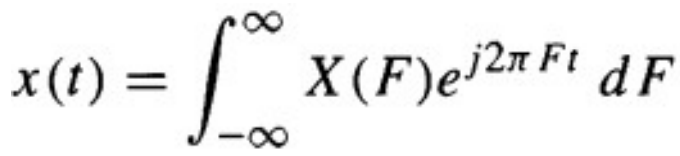 x(t) = ∫_{-∞}^{∞} X(F)e^{j2πFt} dF